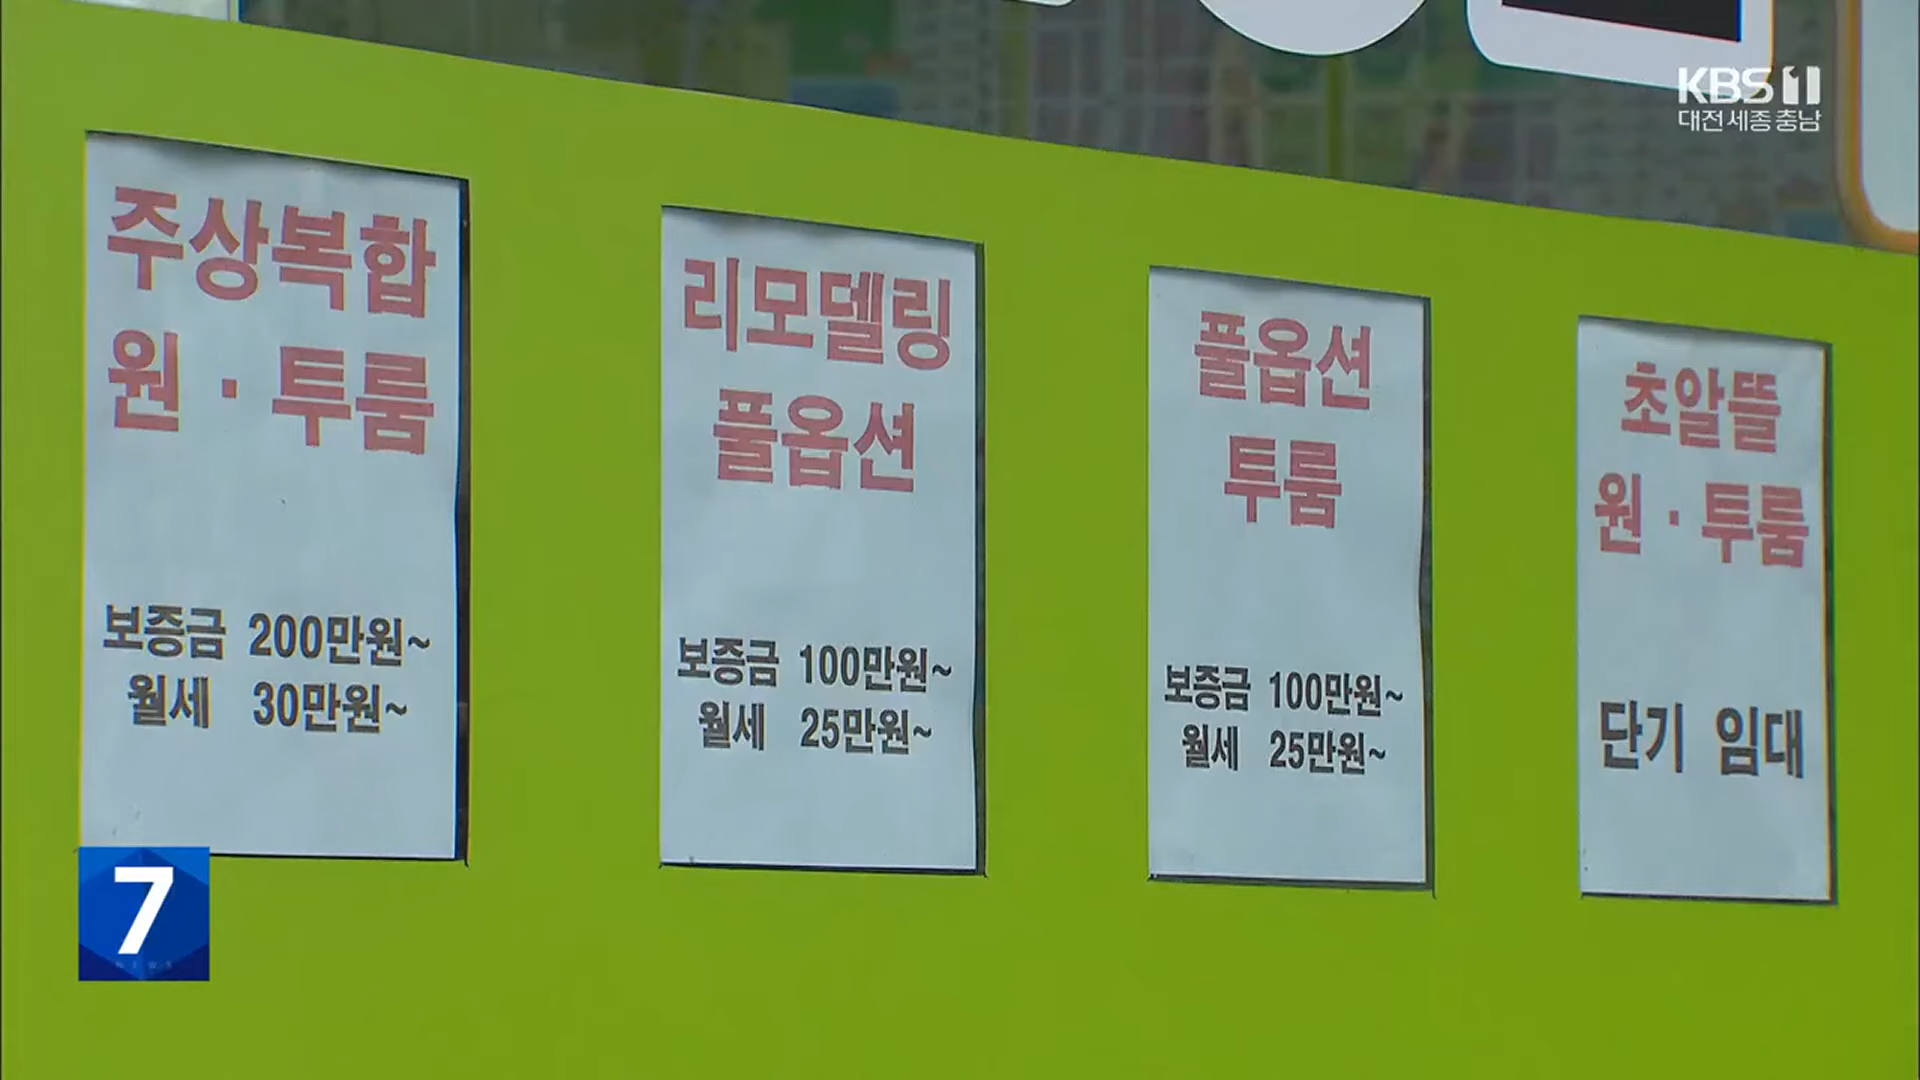 KBS 1
대전 세종 충남
주상복합
원 · 투룸
보증금 200만원~
월세 30만원~
리모델링
풀옵션
보증금 100만원~
월세 25만원~
풀옵션
투룸
보증금 100만원~
월세 25만원~
초알뜰
원 · 투룸
단기 임대
7
NEWS